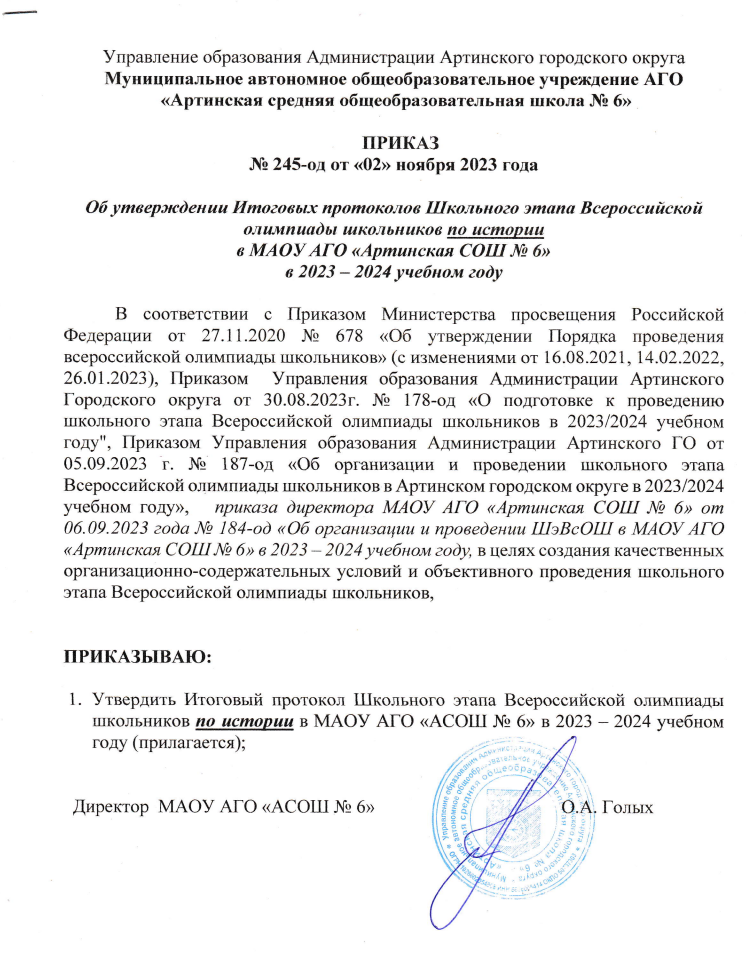 Управление образования Администрации Артинского городского округа
Муниципальное автономное общеобразовательное учреждение АГО
«Артинская средняя общеобразовательная школа № 6»
ПРИКАЗ
№ 245-од от «02» ноября 2023 года
Об утверждении Итоговых протоколов Школьного этапа Всероссийской
олимпиады школьников по истории
в МАОУ АГО «Артинская СОШ № 6»
в 2023 – 2024 учебном году
В соответствии с Приказом Министерства просвещения Российской
Федерации от 27.11.2020 № 678 «Об утверждении Порядка проведения
всероссийской олимпиады школьников» (с изменениями от 16.08.2021, 14.02.2022,
26.01.2023), Приказом Управления образования Администрации Артинского
Городского округа от 30.08.2023г. № 178-од «О подготовке к проведению
школьного этапа Всероссийской олимпиады школьников в 2023/2024 учебном
году", Приказом Управления образования Администрации Артинского ГО от
05.09.2023 г. № 187-од «Об организации и проведении школьного этапа
Всероссийской олимпиады школьников в Артинском городском округе в 2023/2024
учебном году», приказа директора МАОУ АГО «Артинская СОШ № 6» от
06.09.2023 года № 184-од «Об организации и проведении ШэВсОШ в МАОУ АГО
«Артинская СОШ № 6» в 2023 – 2024 учебном году, в целях создания качественных
организационно-содержательных условий и объективного проведения школьного
этапа Всероссийской олимпиады школьников,
ПРИКАЗЫВАЮ:
1. Утвердить Итоговый протокол Школьного этапа Всероссийской олимпиады
школьников по истории в МАОУ АГО «АСОШ № 6» в 2023 – 2024 учебном
году (прилагается);
Директор МАОУ АГО «АСОШ № 6» О.А. Голых